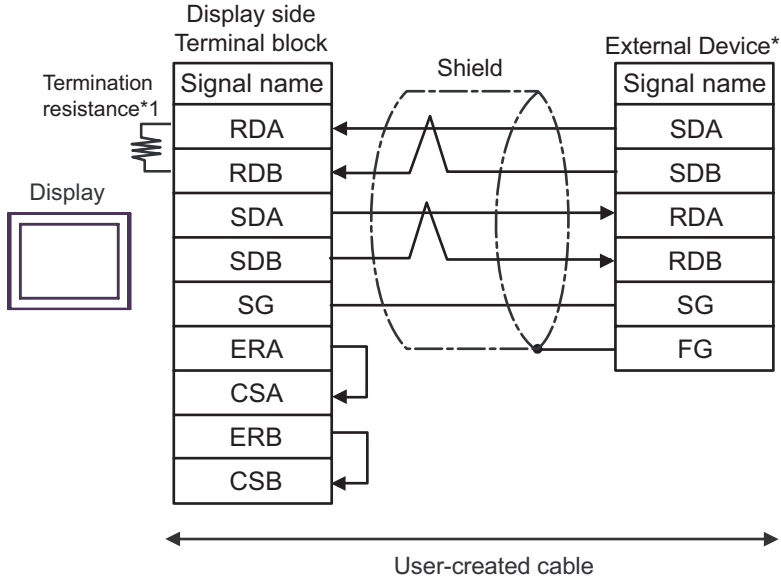 Display side
Terminal block
External Device*
Shield
Termination
resistance*1
Signal name
Signal name
RDA
SDA
RDB
SDB
Display
SDA
RDA
SDB
RDB
SG
SG
ERA
FG
CSA
ERB
CSB
User-created cable